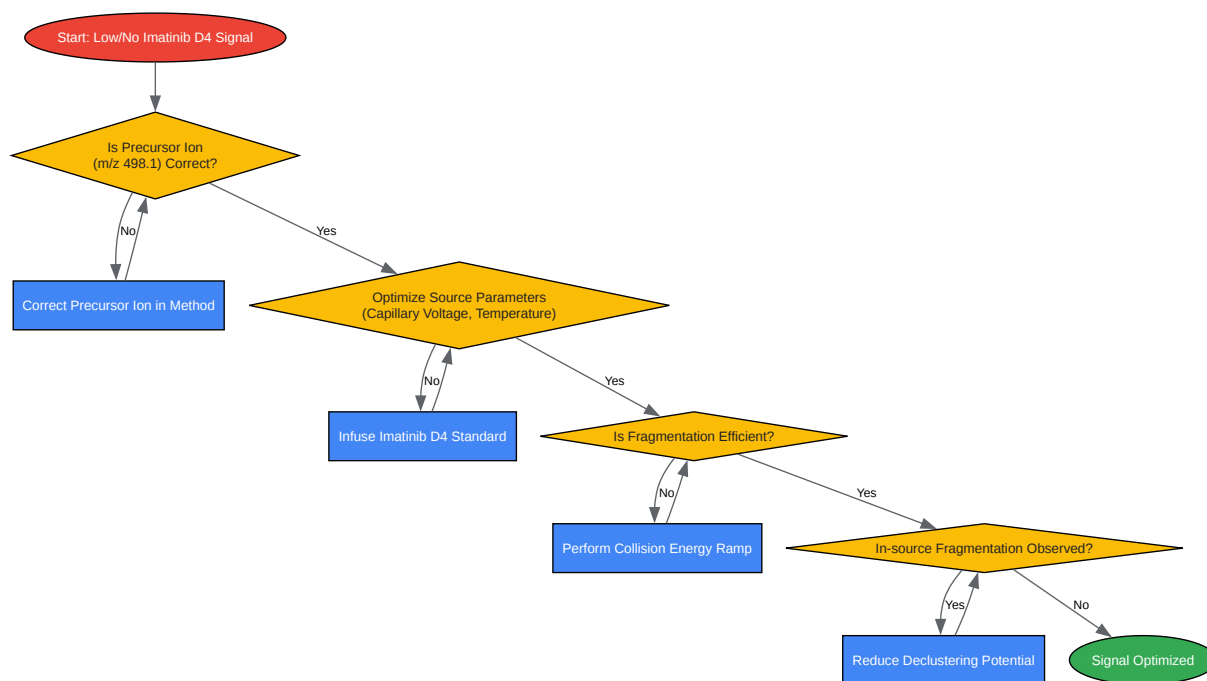 Start: Low/No Imatinib D4 Signal
Is Precursor Ion
(m/z 498.1) Correct?
No
Yes
Correct Precursor Ion in Method
Optimize Source Parameters
(Capillary Voltage, Temperature)
No
Yes
Infuse Imatinib D4 Standard
Is Fragmentation Efficient?
No
Yes
Perform Collision Energy Ramp
In-source Fragmentation Observed?
Yes
No
Reduce Declustering Potential
Signal Optimized